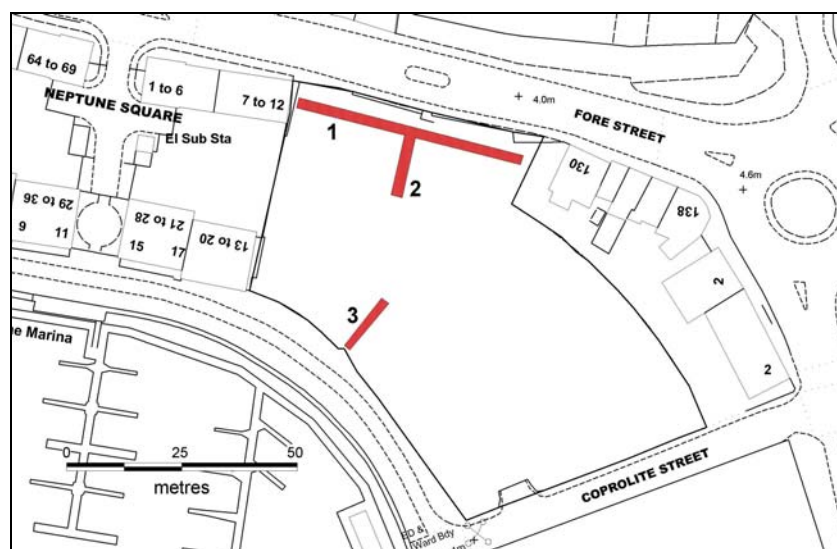 64 to 69
1 to 6
7 to 12
NEPTUNE SQUARE
El Sub Sta
4.0m
FORE STREET
1
2
130
4.6m
138
29 to 36
21 to 28
13 to 20
9
11
15
17
3
2
2
ne Marina
0
25
50
metres
COPROLITE STREET
ED &
Ward Bdy